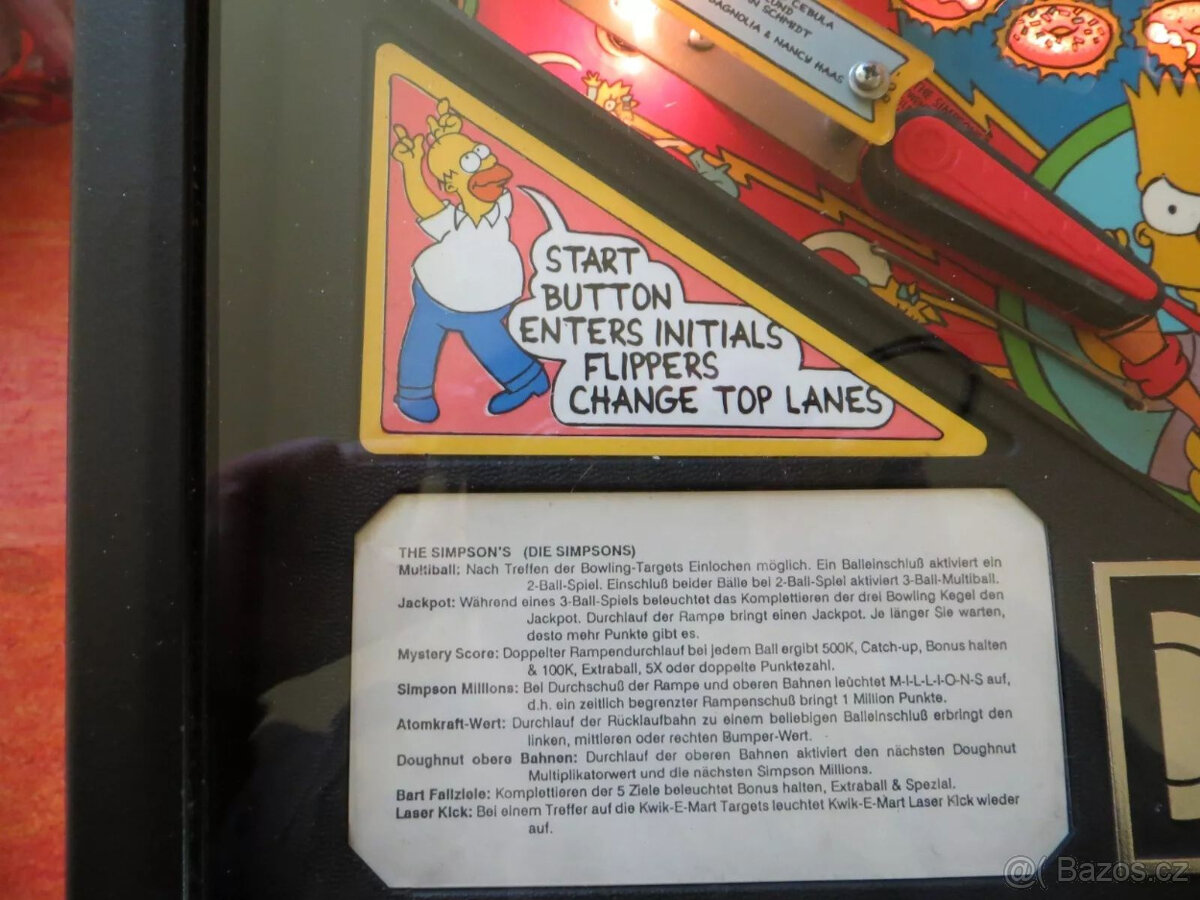 CEBULA
LUND
N SCHMIDT
MAGNOLIA & NANCY HAAS
THE SIMPSONS
START
BUTTON
ENTERS INITIALS
FLIPPERS
CHANGE TOP LANES
THE SIMPSON'S (DIE SIMPSONS)
Multiball: Nach Treffen der Bowling-Targets Einlochen möglich. Ein Balleinschluß aktiviert ein
2-Ball-Spiel. Einschluß beider Bälle bei 2-Ball-Spiel aktiviert 3-Ball-Multiball.
Jackpot: Während eines 3-Ball-Spiels beleuchtet das Komplettieren der drei Bowling Kegel den
Jackpot. Durchlauf der Rampe bringt einen Jackpot. Je länger Sie warten,
desto mehr Punkte gibt es.
Mystery Score: Doppelter Rampendurchlauf bei jedem Ball ergibt 500K, Catch-up, Bonus halten
& 100K, Extraball, 5X oder doppelte Punktezahl.
Simpson Millions: Bei Durchschuß der Rampe und oberen Bahnen leuchtet M-I-L-L-I-O-N-S auf,
d.h. ein zeitlich begrenzter Rampenschuß bringt 1 Million Punkte.
Atomkraft-Wert: Durchlauf der Rücklaufbahn zu einem beliebigen Balleinschluß erbringt den
linken, mittleren oder rechten Bumper-Wert.
Doughnut obere Bahnen: Durchlauf der oberen Bahnen aktiviert den nächsten Doughnut
Multiplikatorwert und die nächsten Simpson Millions.
Bart Fallziele: Komplettieren der 5 Ziele beleuchtet Bonus halten, Extraball & Spezial.
Laser Kick: Bei einem Treffer auf die Kwik-E-Mart Targets leuchtet Kwik-E-Mart Laser Kick wieder
auf.
D
@( Bazos.cz